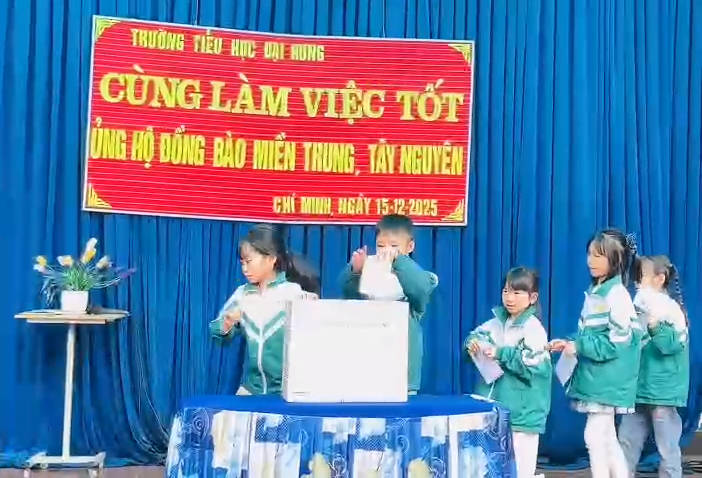 TRƯỜNG TIỂU HỌC ĐẠI HƯNG
CÙNG LÀM VIỆC TỐT
ỦNG HỘ ĐỒNG BÀO MIỀN TRUNG, TÂY NGUYÊN
CHÍ MINH, NGÀY 15-12-2025